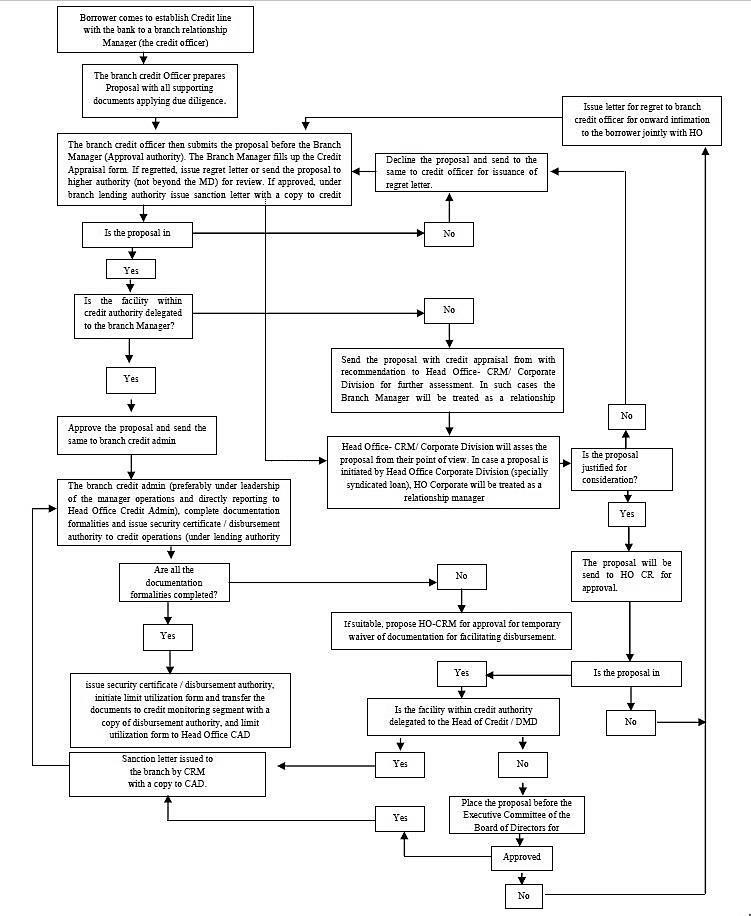 Borrower comes to establish Credit line
with the bank to a branch relationship
Manager (the credit officer)
The branch credit Officer prepares
Proposal with all supporting
documents applying due diligence.
Issue letter for regret to branch
credit officer for onward intimation
to the borrower jointly with HO
The branch credit officer then submits the proposal before the Branch
Manager (Approval authority). The Branch Manager fills up the Credit
Appraisal form. If regretted, issue regret letter or send the proposal to
higher authority (not beyond the MD) for review. If approved, under
branch lending authority issue sanction letter with a copy to credit
Decline the proposal and send to the
same to credit officer for issuance of
regret letter.
Is the proposal in
No
Yes
Is the facility within
credit authority delegated
to the branch Manager?
No
Yes
Send the proposal with credit appraisal from with
recommendation to Head Office- CRM/ Corporate
Division for further assessment. In such cases the
Branch Manager will be treated as a relationship
Approve the proposal and send the
same to branch credit admin
No
Head Office- CRM/ Corporate Division will asses the
proposal from their point of view. In case a proposal is
initiated by Head Office Corporate Division (specially
syndicated loan), HO Corporate will be treated as a
relationship manager
Is the proposal
justified for
consideration?
Yes
The branch credit admin (preferably under leadership
of the manager operations and directly reporting to
Head Office Credit Admin), complete documentation
formalities and issue security certificate / disbursement
authority to credit operations (under lending authority
Are all the
documentation
formalities completed?
No
The proposal will be
send to HO CR for
approval.
Yes
If suitable, propose HO-CRM for approval for temporary
waiver of documentation for facilitating disbursement.
issue security certificate / disbursement authority,
initiate limit utilization form and transfer the
documents to credit monitoring segment with a
copy of disbursement authority, and limit
utilization form to Head Office CAD
Yes
Is the proposal in
No
Is the facility within credit authority
delegated to the Head of Credit / DMD
Sanction letter issued to
the branch by CRM
with a copy to CAD.
Yes
No
Yes
Place the proposal before the
Executive Committee of the
Board of Directors for
Approved
No